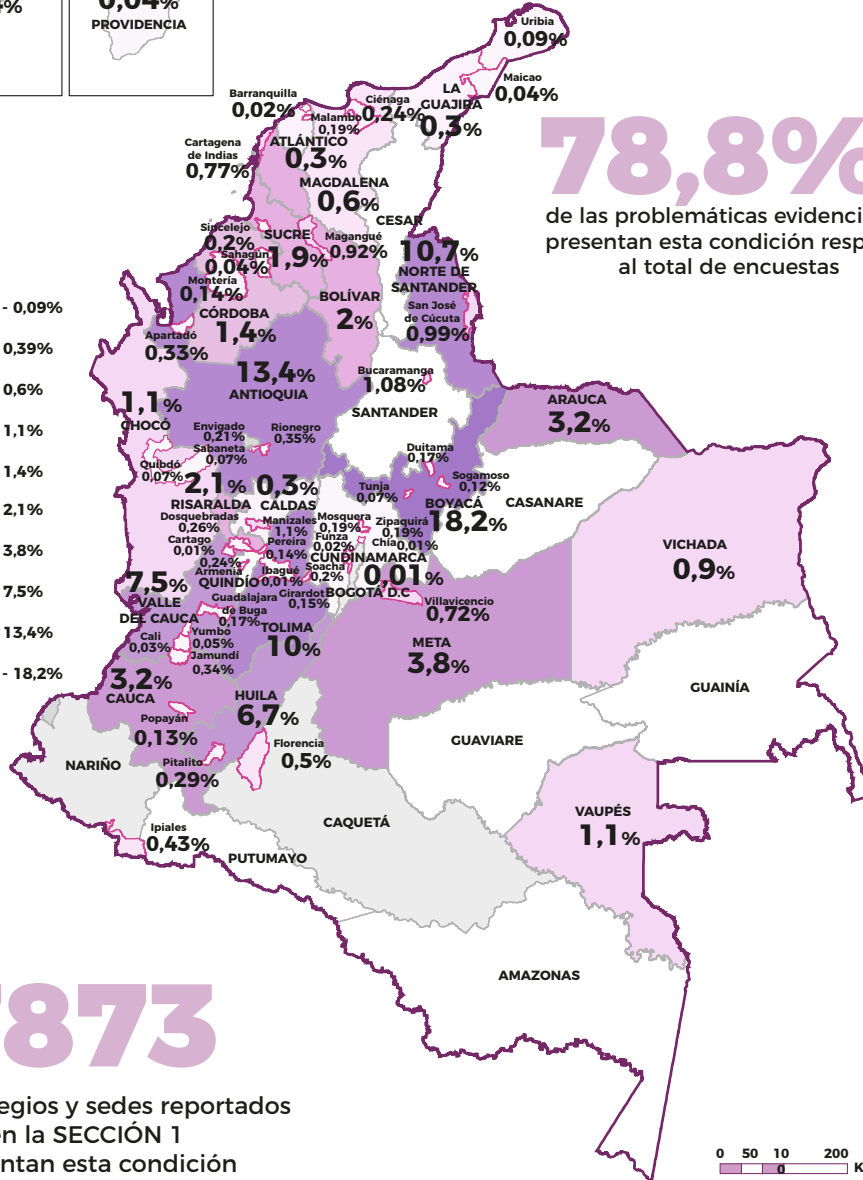 0,04%
PROVIDENCIA
Uribia
0,09%
Maicao
0,04%
LA
GUAJIRA
0,3%
Barranquilla
0,02%
Malambo
0,19%
Ciénaga
0,24%
ATLÁNTICO
0,3%
Cartagena
de Indias
0,77%
MAGDALENA
0,6%
CESAR
78,8%
de las problemáticas
presentan esta condición
al total de encuestas
Sincelejo
0,2%
Sahagún
0,04%
SUCRE
1,9%
Magangué
0,92%
10,7%
NORTE DE
SANTANDER
San José
de Cúcuta
0,99%
Montería
0,14%
CÓRDOBA
1,4%
BOLÍVAR
2%
Apartadó
0,33%
- 0,09%
0,39%
0,6%
1,1%
1,4%
2,1%
3,8%
7,5%
13,4%
- 18,2%
13,4%
ANTIOQUIA
Bucaramanga
1,08%
SANTANDER
ARAUCA
3,2%
1,1%
CHOCÓ
Envigado
0,21%
Sabaneta
0,07%
Rionegro
0,35%
Quibdó
0,07%
Duitama
0,17%
Sogamoso
0,12%
Tunja
0,07%
BOYACÁ
18,2%
CASANARE
2,1%
RISARALDA
0,3%
CALDAS
Dosquebradas
0,26%
Cartago
0,01%
Manizales
1,1%
Pereira
0,14%
Mosquera
0,19%
Funza
0,02%
Zipaquirá
0,19%
Chía
0,01%
CUNDINAMARCA
0,01%
BOGOTÁ D.C
0,24%
Armenia
QUINDÍO
Ibagué
0,01%
Soacha
0,2%
Girardot
0,15%
VICHADA
0,9%
7,5%
VALLE
DEL CAUCA
Guadalajara
de Buga
0,17%
Villavicencio
0,72%
Cali
0,03%
Yumbo
0,05%
Jamundí
0,34%
TOLIMA
10%
META
3,8%
3,2%
CAUCA
HUILA
6,7%
GUAINÍA
Popayán
0,13%
GUAVIARE
NARIÑO
Pitalito
0,29%
Florencia
0,5%
CAQUETÁ
VAUPÉS
1,1%
Ipiales
0,43%
PUTUMAYO
AMAZONAS
873
y sedes reportados
en la SECCIÓN 1
esta condición
0 50 100 200